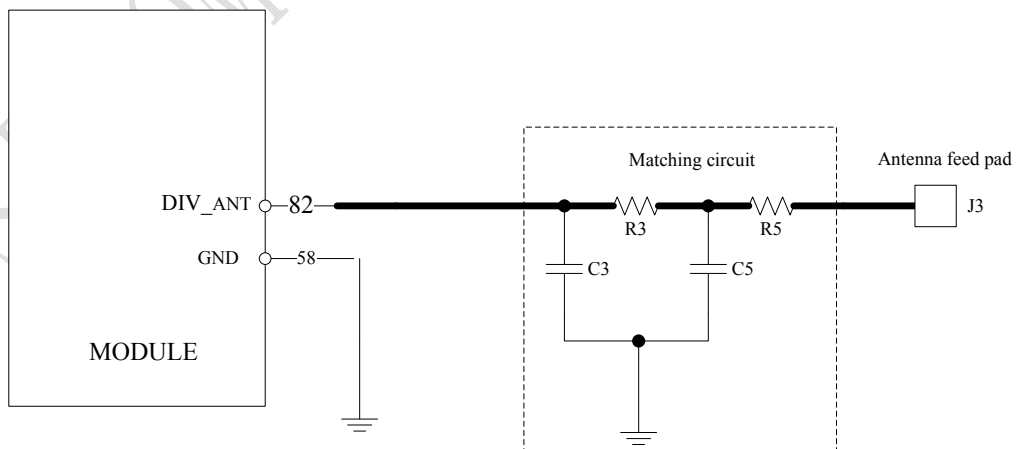 Matching circuit
Antenna feed pad
DIV_ANT
82
R3
R5
J3
GND
58
C3
C5
MODULE